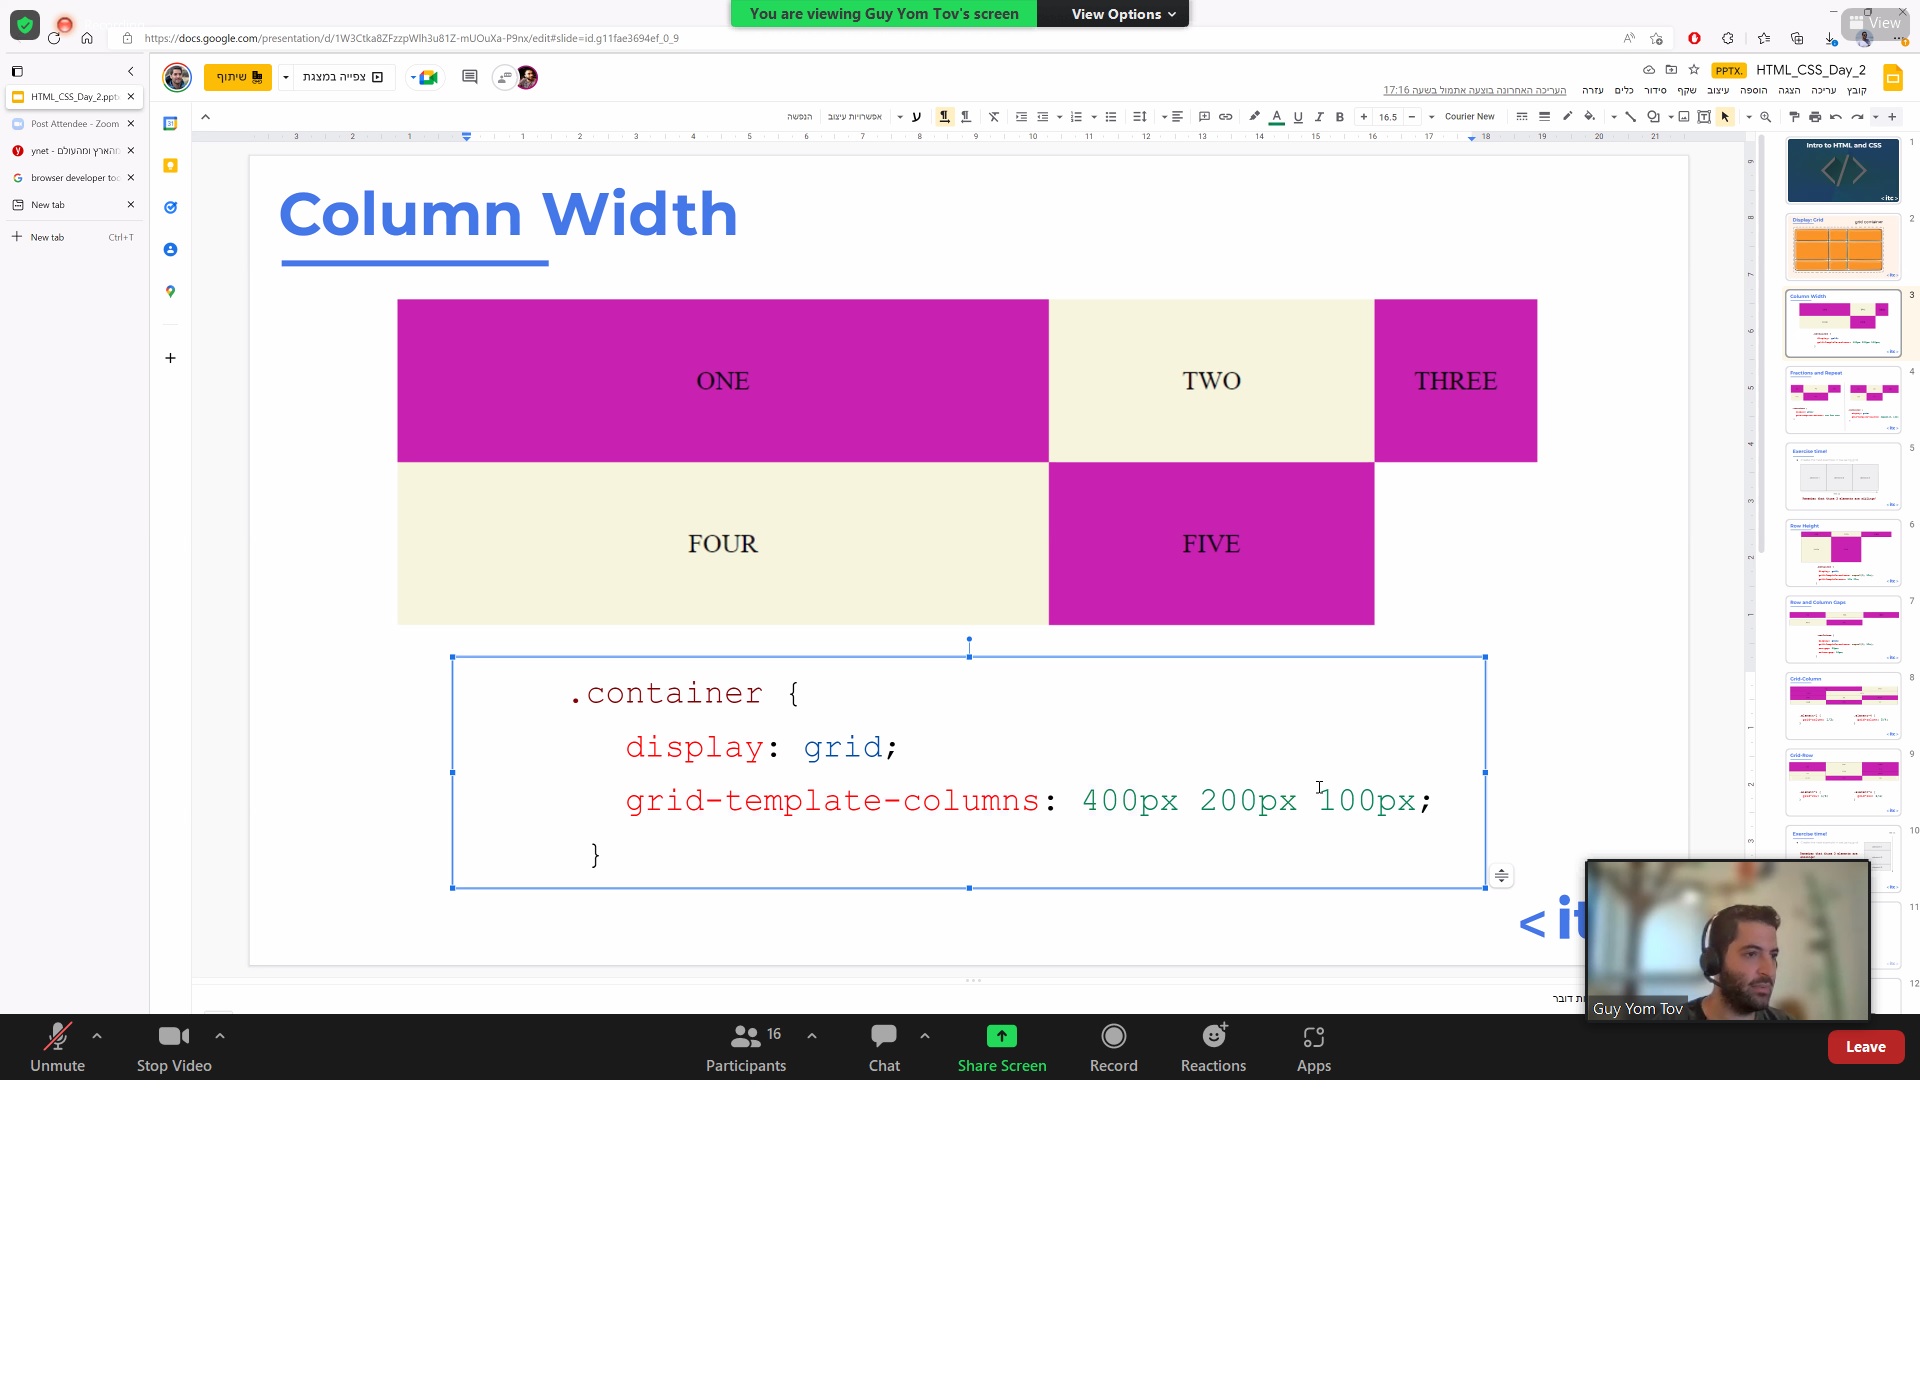 You are viewing Guy Yom Tov's screen
View Options
View
https://docs.google.com/presentation/d/1W3Ctka8ZFzzpWlh3u81Z-mUOuXa-P9nx/edit#slide=id.g11fae3694ef_0_9
HTML_CSS_Day_2.pptx
Post Attendee - Zoom
ynet -
browser developer too
New tab
New tab Ctrl+T
שיתוף
צפייה במצגת
PPTX. HTML_CSS_Day_2
קובץ עריכה הצגה הוספה עיצוב שקף סידור כלים עזרה העריכה האחרונה בוצעה אתמול בשעה 17:16
הנפשה
אפשרויות עיצוב
16.5
Courier New
Column Width
ONE
TWO
THREE
FOUR
FIVE
.container {
display: grid;
grid-template-columns: 400px 200px 100px;
}
< it
Intro to HTML and CSS
Display: Grid
grid container
Column Width
Fractions and Repeat
Exercise time!
Row Height
Row and Column Gaps
Grid-Column
Grid-Row
Exercise time!
1
2
3
4
5
6
7
8
9
10
11
12
Guy Yom Tov
Unmute
Stop Video
Participants
16
Chat
Share Screen
Record
Reactions
Apps
Leave